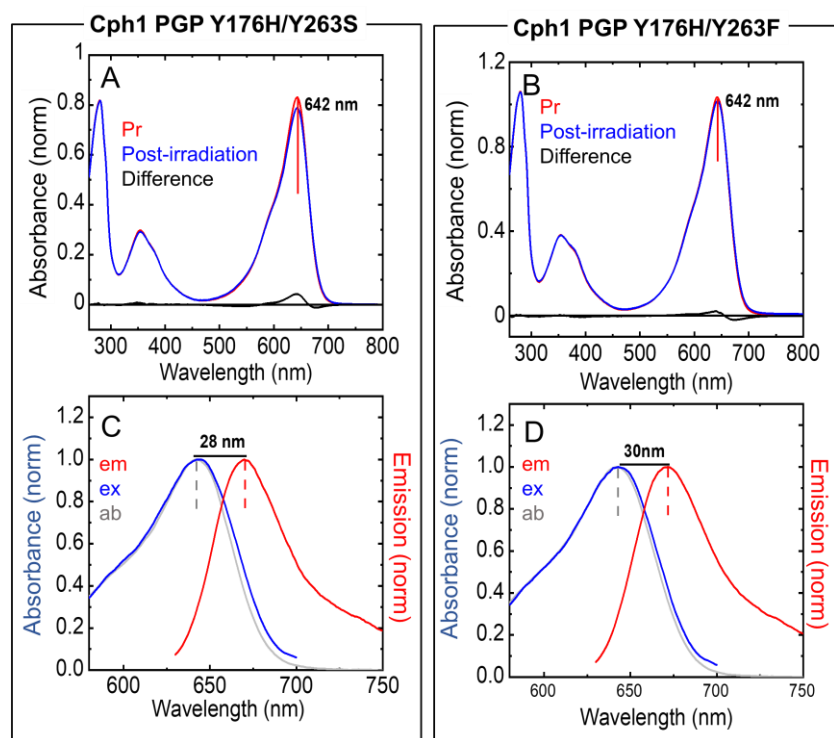 Cph1 PGP Y176H/Y263S
A
642 nm
Pr
Post-irradiation
Difference
Absorbance (norm)
0
0.2
0.4
0.6
0.8
1
300
400
500
600
700
800
Wavelength (nm)
C
28 nm
em
ex
ab
Absorbance (norm)
Emission (norm)
0.0
0.2
0.4
0.6
0.8
1.0
1.2
600
650
700
750
Wavelength (nm)
Cph1 PGP Y176H/Y263F
B
642 nm
Pr
Post-irradiation
Difference
Absorbance (norm)
0
0.4
0.8
1.2
300
400
500
600
700
800
Wavelength (nm)
D
30nm
em
ex
ab
Absorbance (norm)
Emission (norm)
0.0
0.2
0.4
0.6
0.8
1.0
1.2
600
650
700
750
Wavelength (nm)